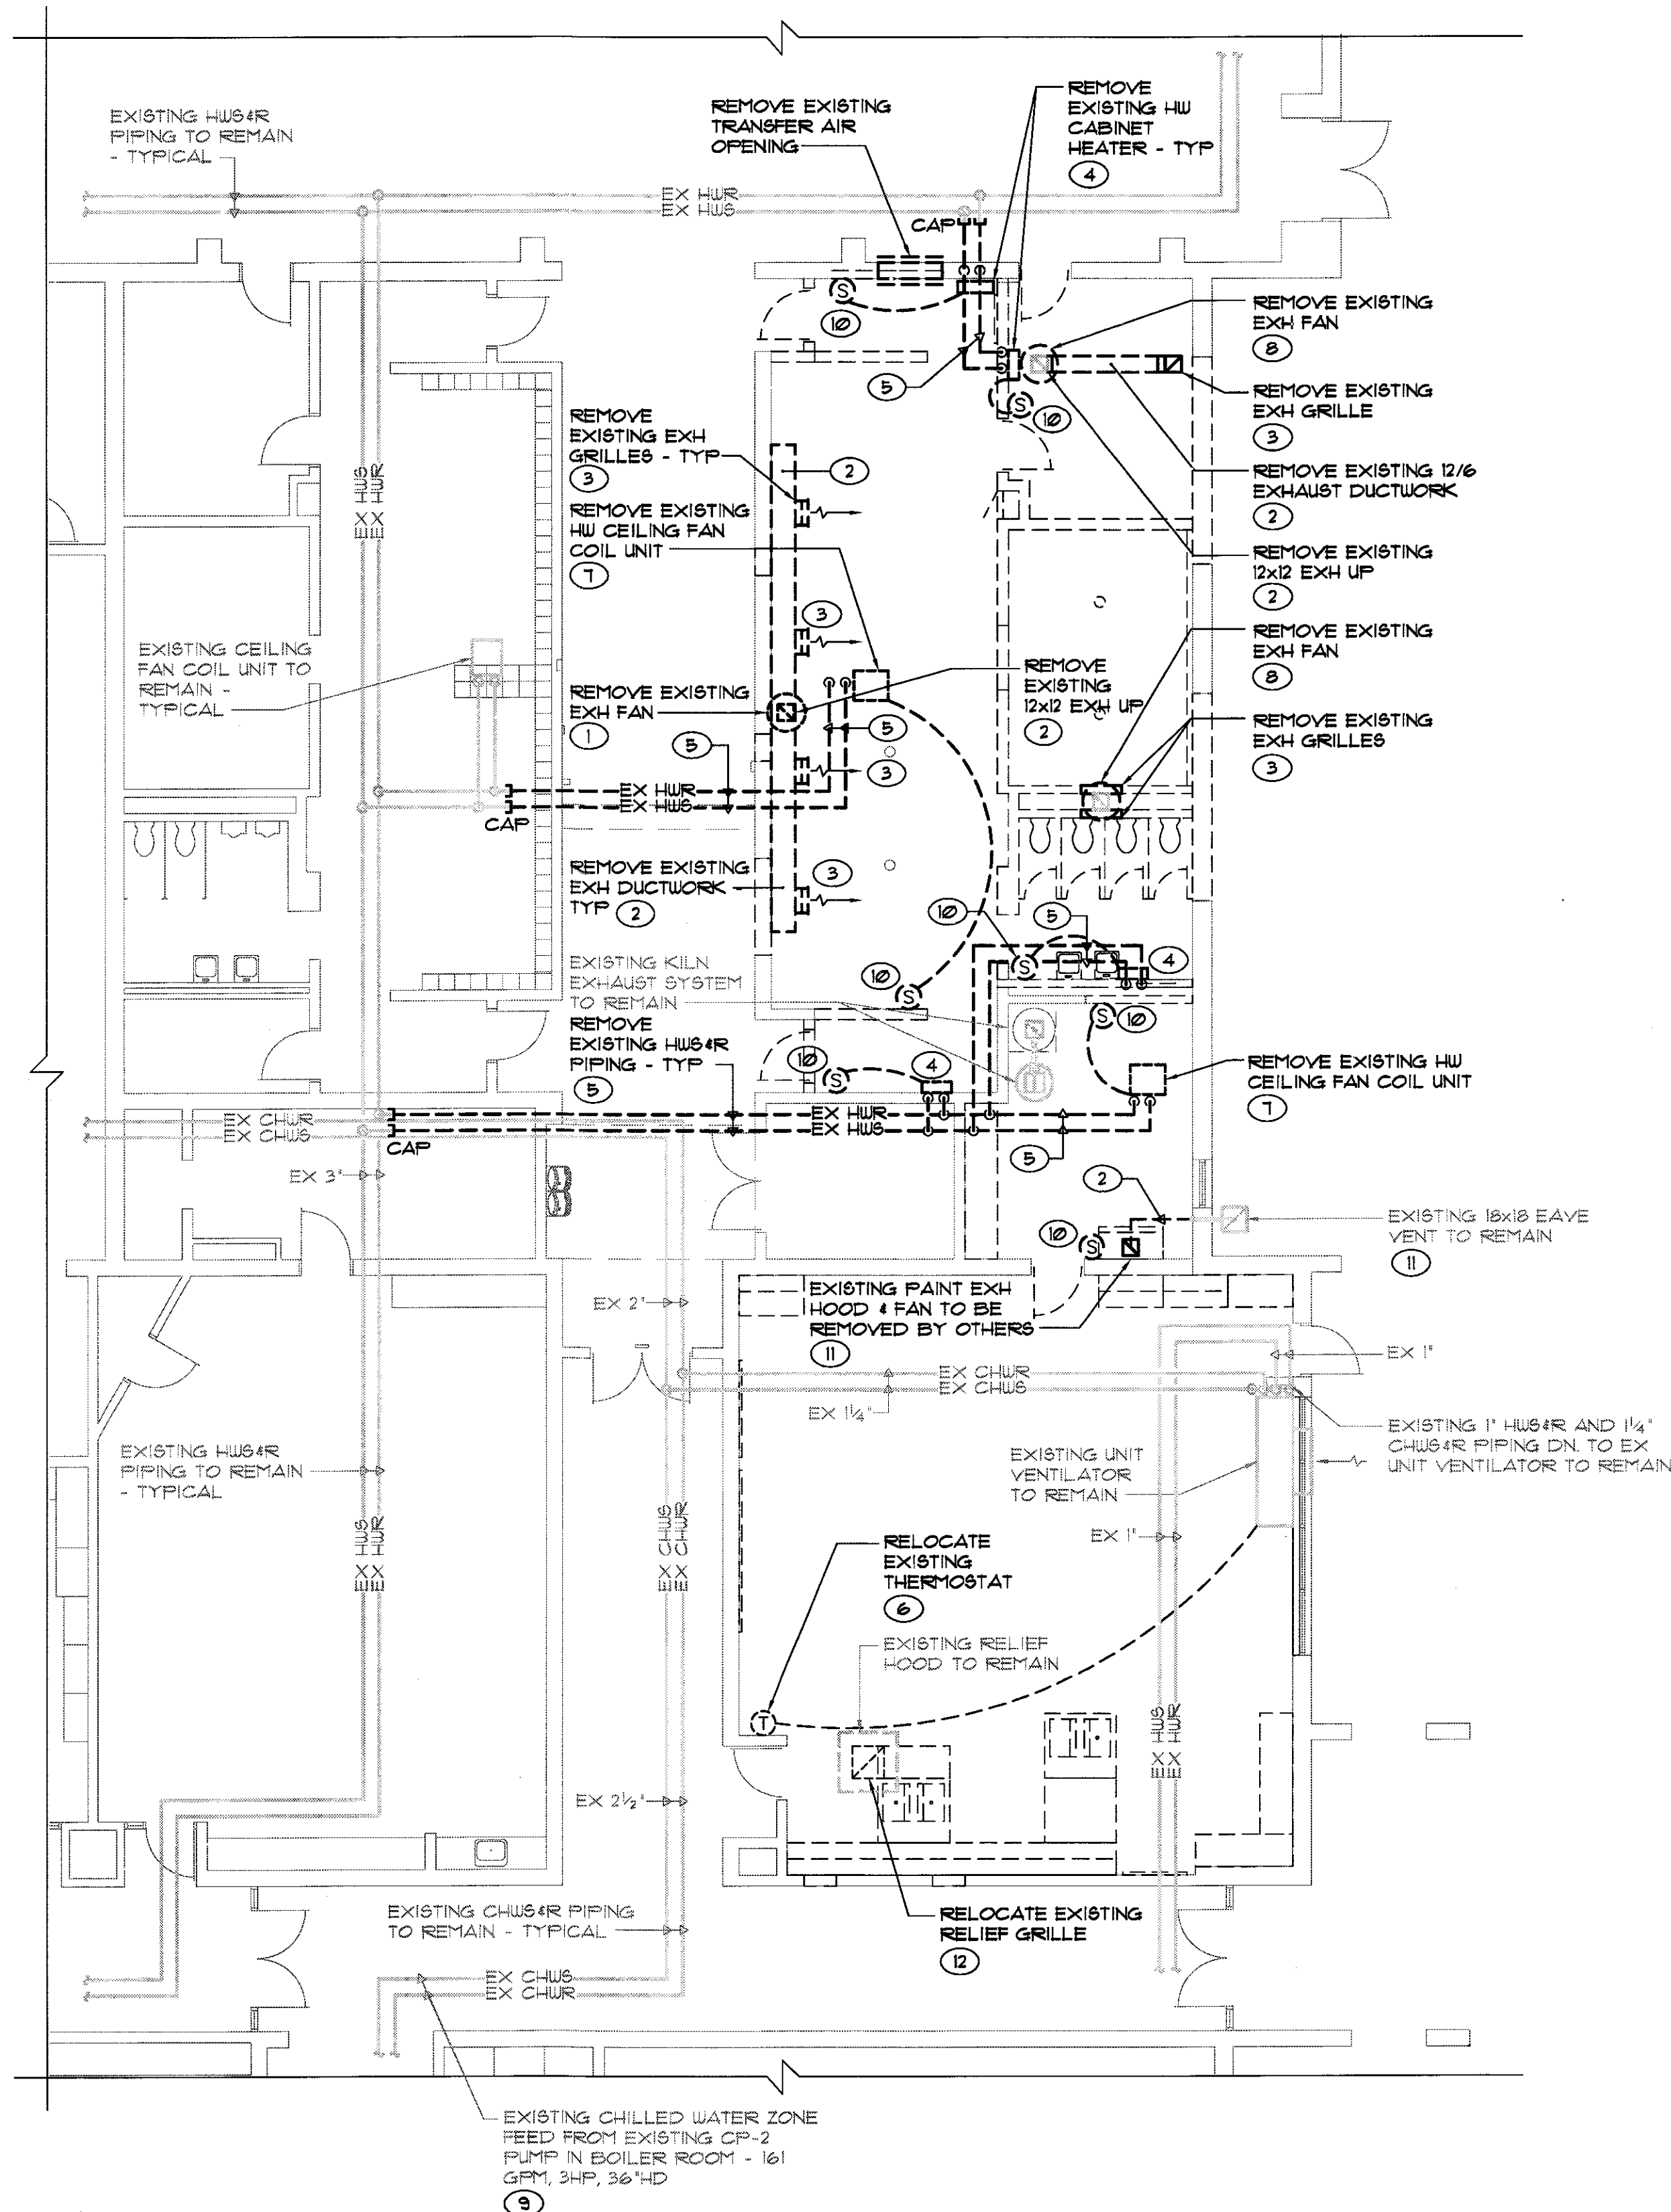 EXISTING HWS&R
PIPING TO REMAIN
- TYPICAL
REMOVE EXISTING
TRANSFER AIR
OPENING
REMOVE
EXISTING HW
CABINET
HEATER - TYP
4
EX HWR
EX HWS
CAP
S
10
5
S
10
REMOVE EXISTING
EXH FAN
8
REMOVE EXISTING
EXH GRILLE
3
REMOVE EXISTING 12/6
EXHAUST DUCTWORK
2
REMOVE EXISTING
12x12 EXH UP
2
REMOVE EXISTING
EXH FAN
8
REMOVE EXISTING
EXH GRILLES
3
EX HWS
EX HWR
REMOVE
EXISTING EXH
GRILLES - TYP
3
2
REMOVE EXISTING
HW CEILING FAN
COIL UNIT
7
3
EXISTING CEILING
FAN COIL UNIT TO
REMAIN -
TYPICAL
REMOVE EXISTING
EXH FAN
1
REMOVE
EXISTING
12x12 EXH UP
2
5
5
3
EX HWR
EX HWS
CAP
REMOVE EXISTING
EXH DUCTWORK
TYP 2
3
10
5
S
4
EXISTING KILN
EXHAUST SYSTEM
TO REMAIN
10
S
S
10
REMOVE
EXISTING HWS&R
PIPING - TYP
5
10
S
4
REMOVE EXISTING HW
CEILING FAN COIL UNIT
7
EX CHWR
EX CHWS
CAP
EX HWR
EX HWS
5
EX 3"
2
10
S
EXISTING 18x18 EAVE
VENT TO REMAIN
11
EX 2"
EXISTING PAINT EXH
HOOD & FAN TO BE
REMOVED BY OTHERS
11
EX CHWR
EX CHWS
EX 1 1/4"
EX 1"
EXISTING HWS&R
PIPING TO REMAIN
- TYPICAL
EXISTING UNIT
VENTILATOR
TO REMAIN
EXISTING 1" HWS&R AND 1 1/4"
CHWS&R PIPING DN. TO EX
UNIT VENTILATOR TO REMAIN
EX 1"
EX HWS
EX HWR
EX CHWS
EX CHWR
RELOCATE
EXISTING
THERMOSTAT
6
EXISTING RELIEF
HOOD TO REMAIN
T
EX HWS
EX HWR
EX 2 1/2"
EXISTING CHWS&R PIPING
TO REMAIN - TYPICAL
RELOCATE EXISTING
RELIEF GRILLE
12
EX CHWS
EX CHWR
EXISTING CHILLED WATER ZONE
FEED FROM EXISTING CP-2
PUMP IN BOILER ROOM - 161
GPM, 3HP, 36"HD
9